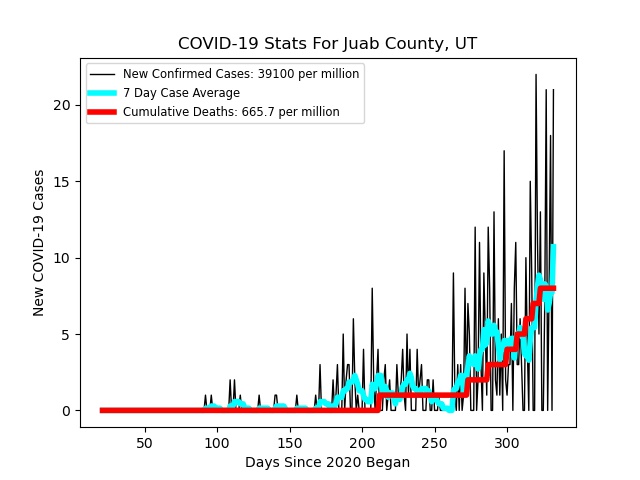 COVID-19 Stats For Juab County, UT
New Confirmed Cases: 39100 per million
7 Day Case Average
Cumulative Deaths: 665.7 per million
New COVID-19 Cases
20
15
10
5
0
50 100 150 200 250 300
Days Since 2020 Began